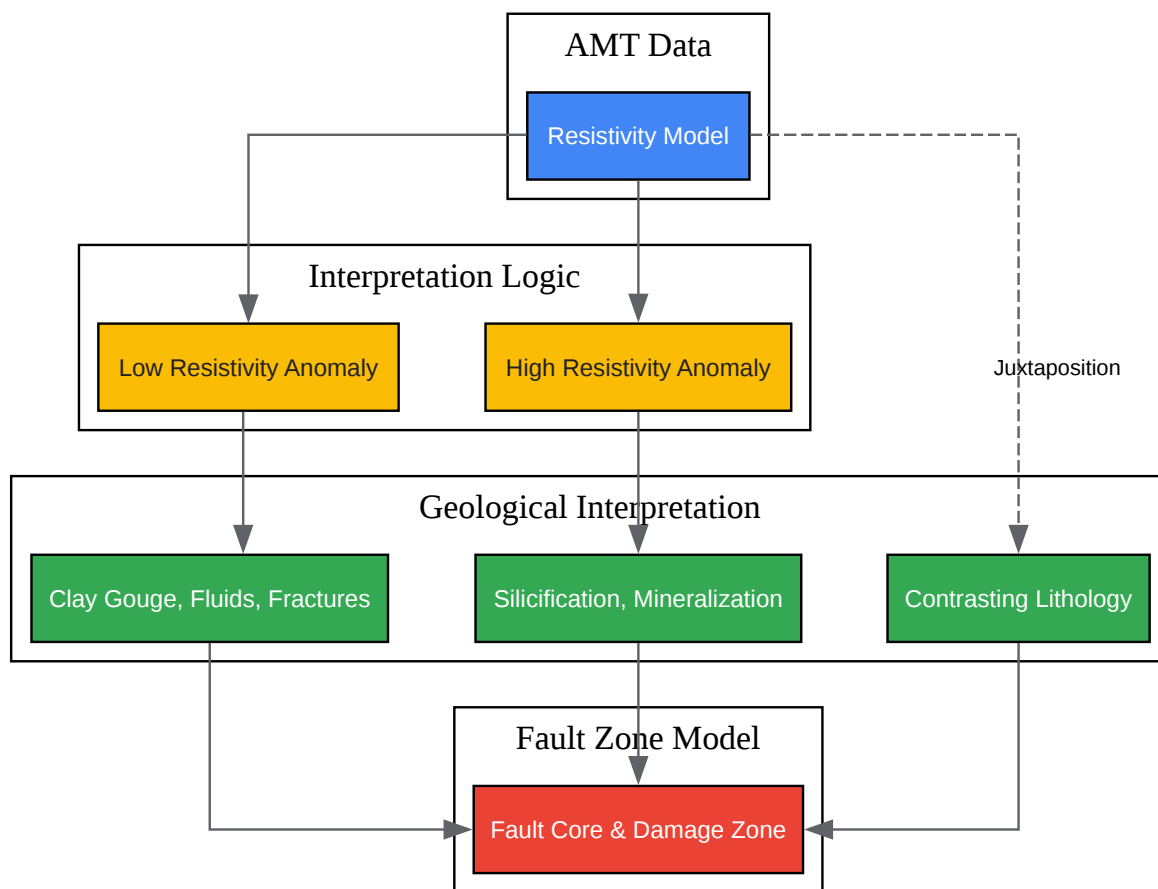 AMT Data
Resistivity Model
Interpretation Logic
Low Resistivity Anomaly
High Resistivity Anomaly
Juxtaposition
Geological Interpretation
Clay Gouge, Fluids, Fractures
Silicification, Mineralization
Contrasting Lithology
Fault Zone Model
Fault Core & Damage Zone